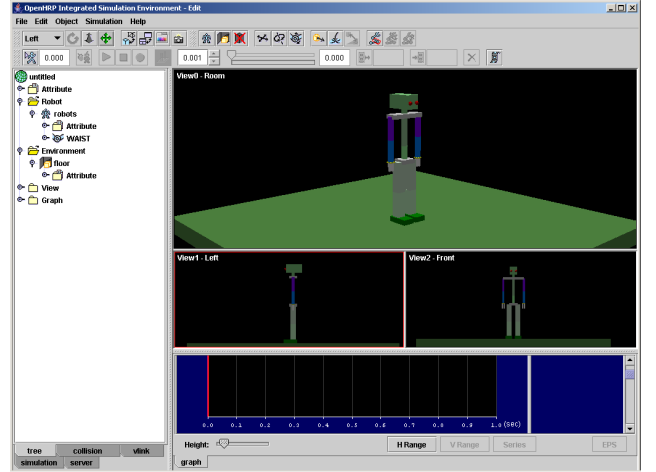 OpenHRP Integrated Simulation Environment - Edit
File Edit Object Simulation Help
Left
0.000
0.001
0.000
untitled
Attribute
Robot
robots
Attribute
WAIST
Environment
floor
Attribute
View
Graph
View0 - Room
View1 - Left
View2 - Front
0.0 0.1 0.2 0.3 0.4 0.5 0.6 0.7 0.8 0.9 1.0 (sec)
Height:
H Range
V Range
Series
EPS
tree
collision
vlink
simulation
server
graph